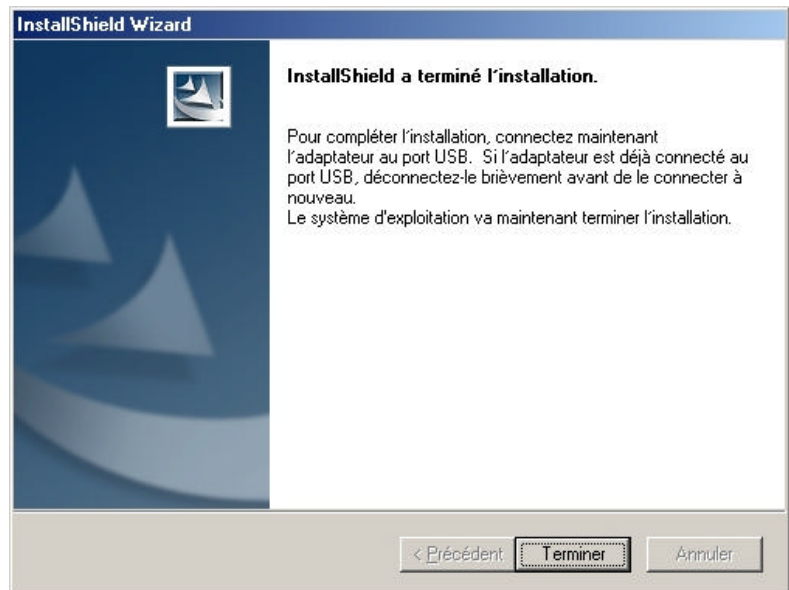 InstallShield Wizard
InstallShield a terminé l'installation.
Pour compléter l'installation, connectez maintenant
l'adaptateur au port USB.  Si l'adaptateur est déjà connecté au
port USB, déconnectez-le brièvement avant de le connecter à
nouveau.
Le système d'exploitation va maintenant terminer l'installation.
< Précédent
Terminer
Annuler